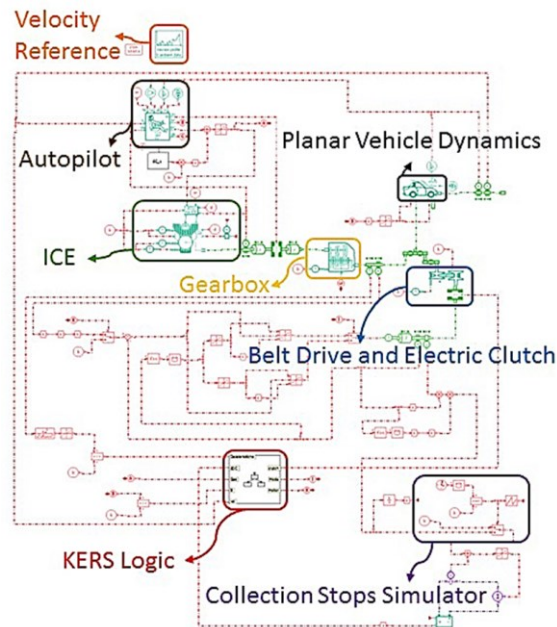 Velocity
Reference
Autopilot
Planar Vehicle Dynamics
ICE
Gearbox
Belt Drive and Electric Clutch
KERS Logic
Collection Stops Simulator